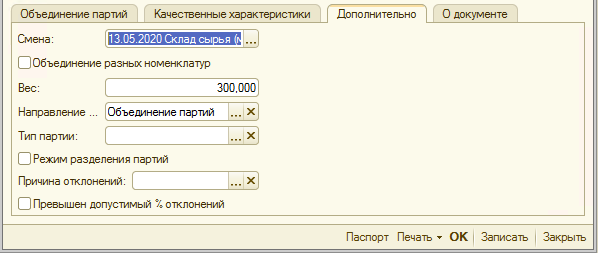 Объединение партий Качественные характеристики Дополнительно О документе
Смена: 13.05.2020 Склад сырья (м ...
Объединение разных номенклатур
Вес: 300,000
Направление ... Объединение партий ... ×
Тип партии: ... ×
Режим разделения партий
Причина отклонений: ... ×
Превышен допустимый % отклонений
Паспорт Печать OK Записать Закрыть